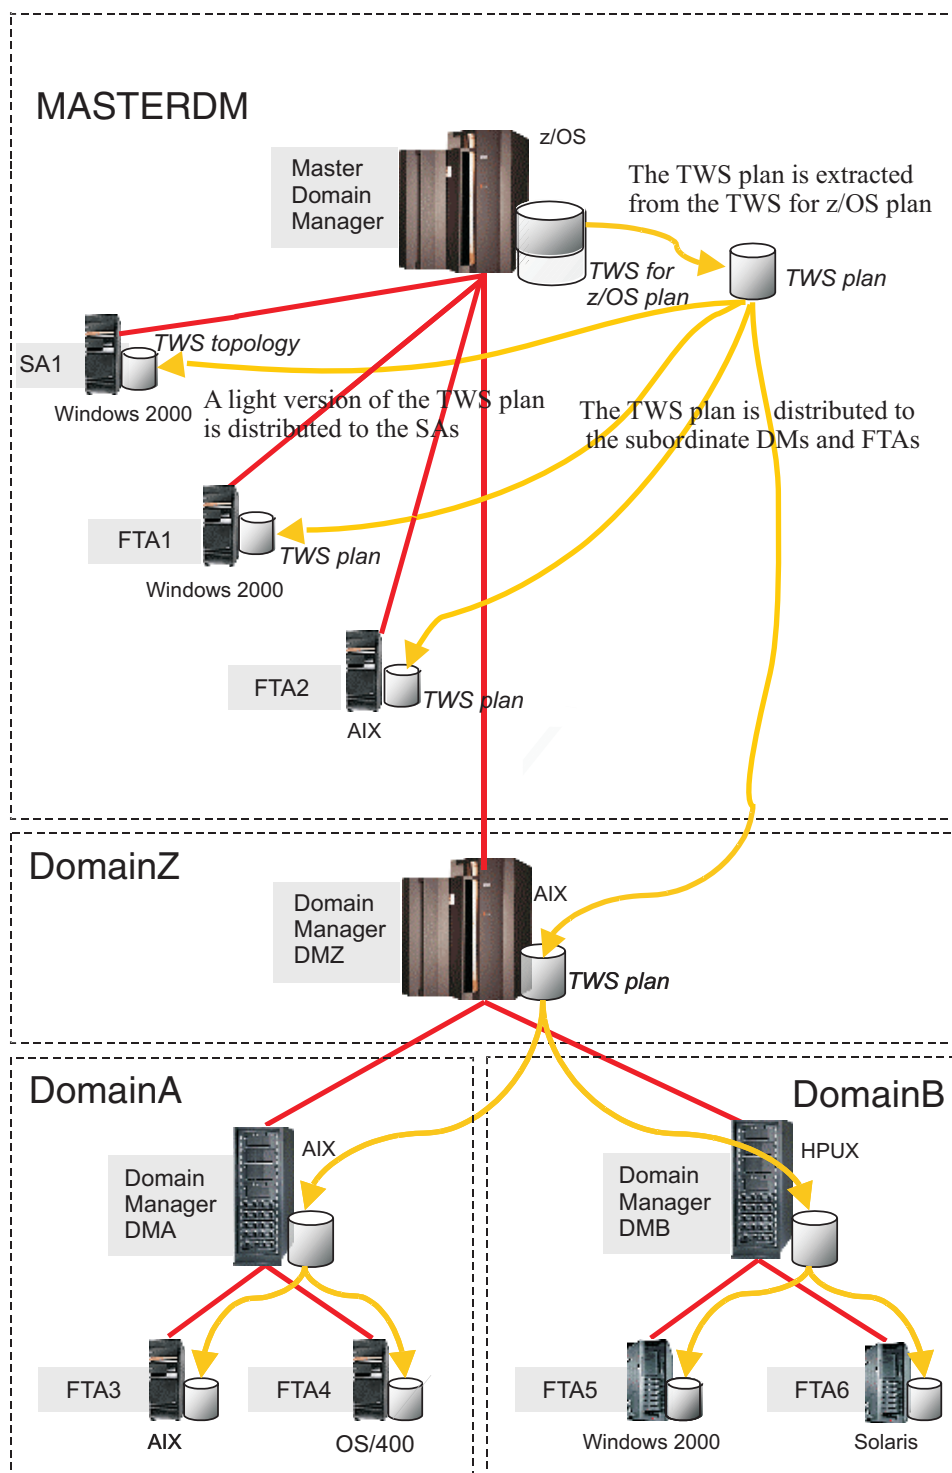 MASTERDM
z/OS
Master
Domain
Manager
The TWS plan is extracted
from the TWS for z/OS plan
TWS for
z/OS plan
TWS plan
TWS topology
SA1
Windows 2000
A light version of the TWS plan
is distributed to the SAs
The TWS plan is distributed to
the subordinate DMs and FTAs
FTA1
TWS plan
Windows 2000
FTA2
TWS plan
AIX
DomainZ
AIX
Domain
Manager
DMZ
TWS plan
DomainA
DomainB
AIX
Domain
Manager
DMA
HPUX
Domain
Manager
DMB
FTA3
FTA4
FTA5
FTA6
AIX
OS/400
Windows 2000
Solaris